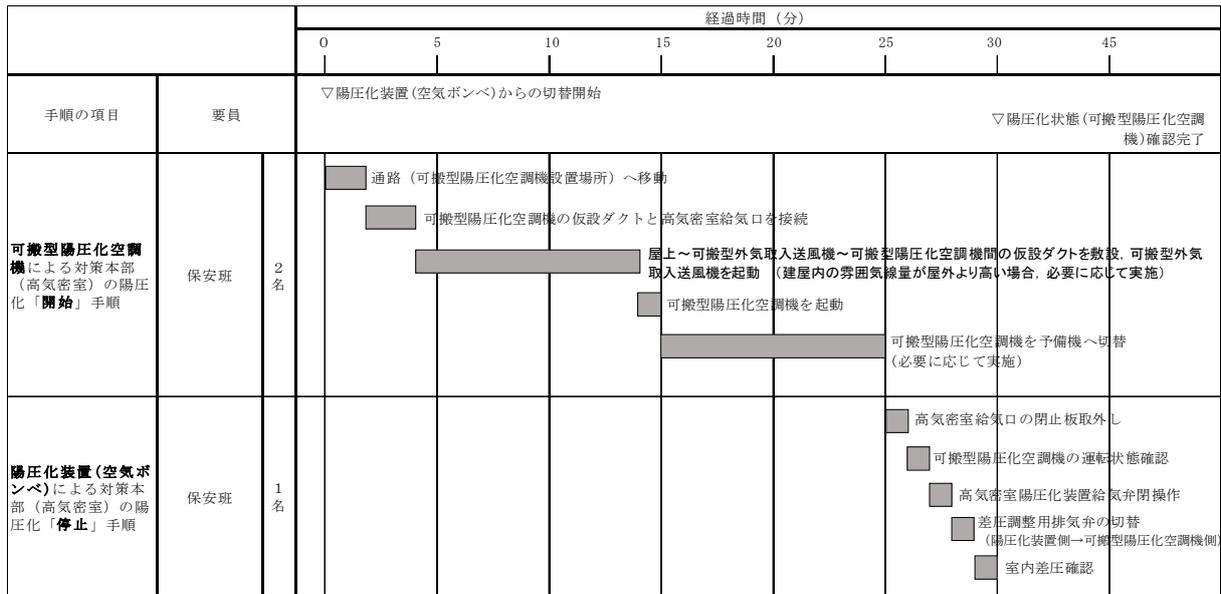 経過時間（分）
0 5 10 15 20 25 30 45
手順の項目
要員
▽陽圧化装置(空気ボンベ)からの切替開始
▽陽圧化状態(可搬型陽圧化空調
機)確認完了
可搬型陽圧化空調
機による対策本部
（高気密室）の陽圧
化「開始」手順
保安班
2
名
通路（可搬型陽圧化空調機設置場所）へ移動
可搬型陽圧化空調機の仮設ダクトと高気密室給気口を接続
屋上～可搬型外気取入送風機～可搬型陽圧化空調機間の仮設ダクトを敷設，可搬型外気
取入送風機を起動　（建屋内の雰囲気線量が屋外より高い場合，必要に応じて実施）
可搬型陽圧化空調機を起動
可搬型陽圧化空調機を予備機へ切替
(必要に応じて実施)
陽圧化装置(空気ボ
ンベ)による対策本
部（高気密室）の陽
圧化「停止」手順
保安班
1
名
高気密室給気口の閉止板取外し
可搬型陽圧化空調機の運転状態確認
高気密室陽圧化装置給気弁閉操作
差圧調整用排気弁の切替
（陽圧化装置側→可搬型陽圧化空調機側）
室内差圧確認